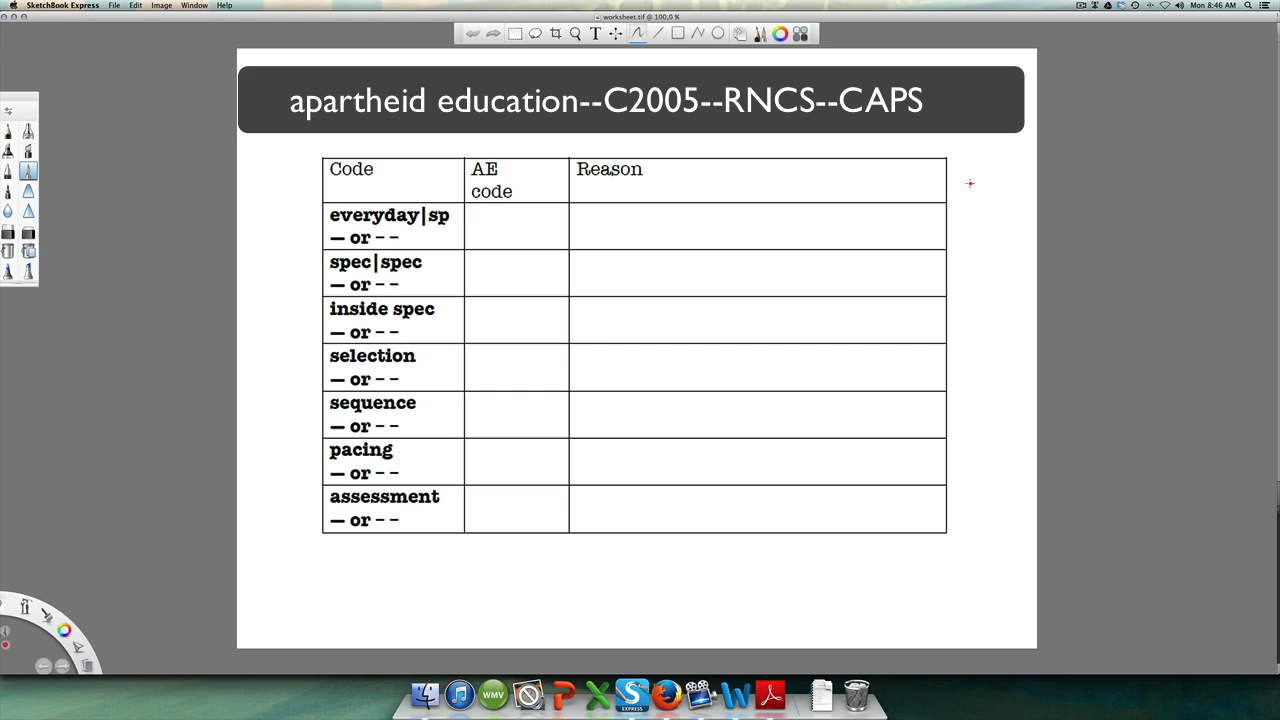 SketchBook Express File Edit Image Window Help
Mon 8:46 AM
worksheet.tif @ 100,0 %
apartheid education--C2005--RNCS--CAPS
Code AE Reason
code
everyday|sp
— or – –
spec|spec
— or – –
inside spec
— or – –
selection
— or – –
sequence
— or – –
pacing
— or – –
assessment
— or – –
WMV
EXPRESS